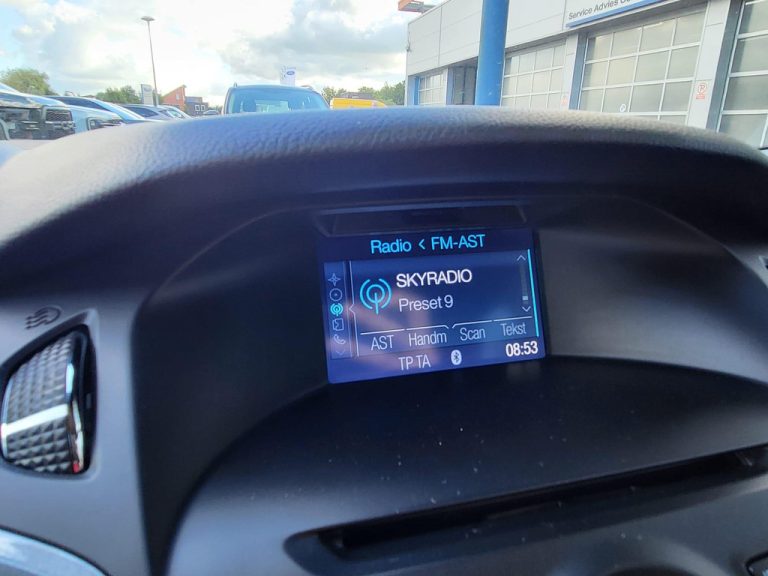 Service Advies
Radio < FM-AST
SKYRADIO
Preset 9
AST Handm Scan Tekst
TP TA 08:53